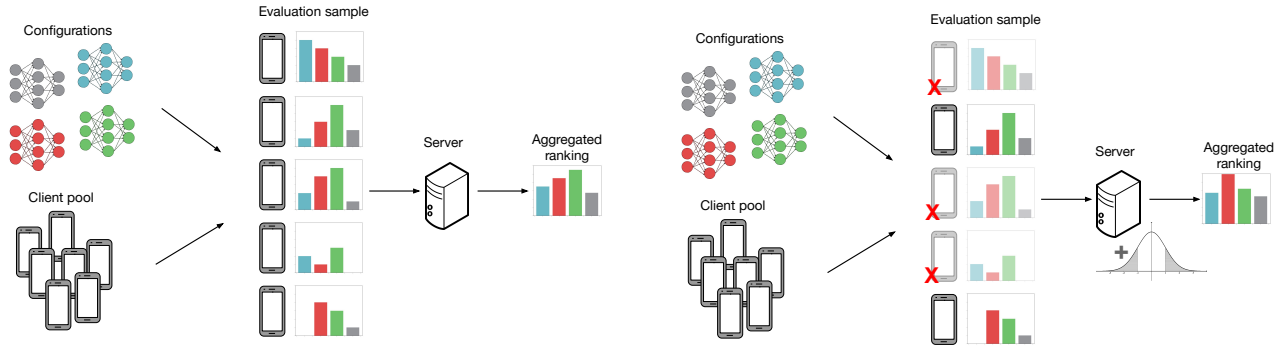 Evaluation sample
Configurations
Server
Aggregated
ranking
Client pool
Evaluation sample
Configurations
X
X
X
Server
Aggregated
ranking
Client pool
+